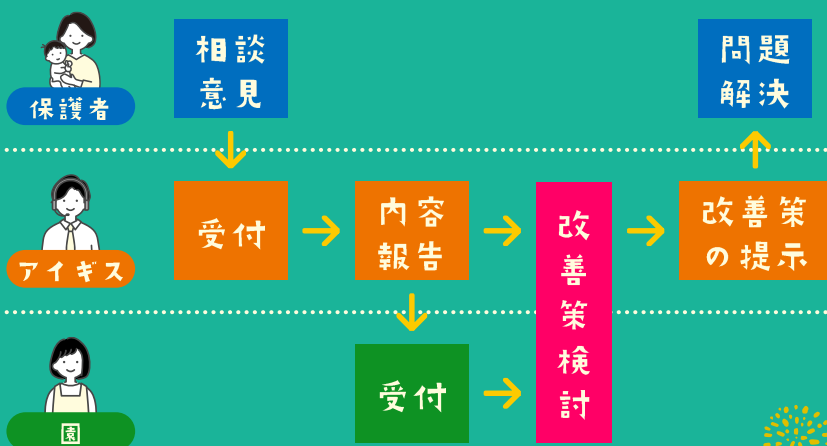 保護者
相談
意見
問題
解決
アイギス
受付
内容
報告
改善策検討
改善策
の提示
園
受付